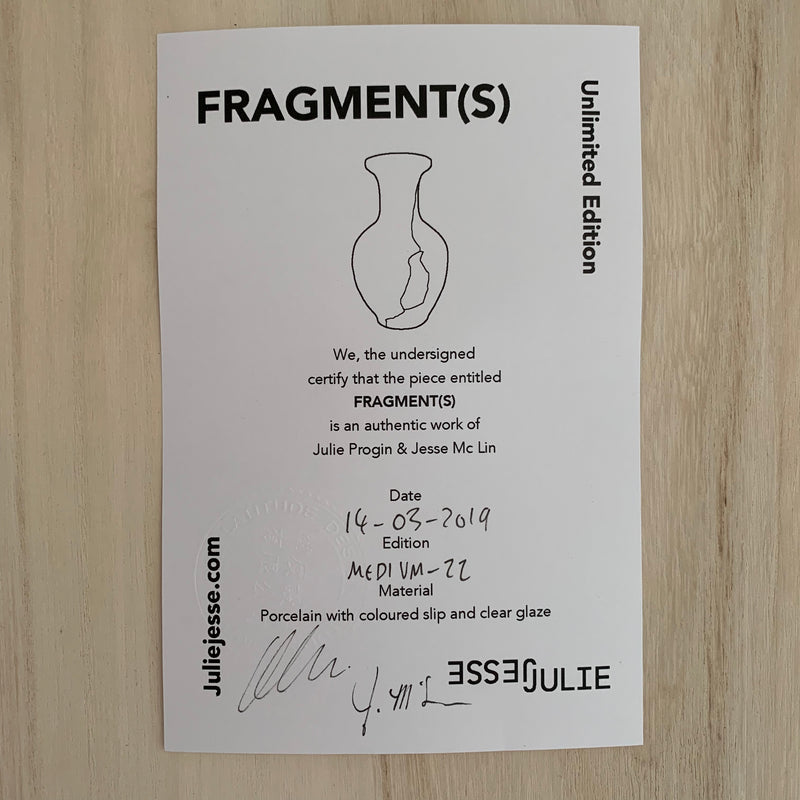 FRAGMENT(S)
Unlimited Edition
We, the undersigned
certify that the piece entitled
FRAGMENT(S)
is an authentic work of
Julie Progin & Jesse Mc Lin
Date
14-03-2019
Edition
MEDIUM-22
Material
Porcelain with coloured slip and clear glaze
Juliejesse.com
LATITUDE
ESSEJJULIE